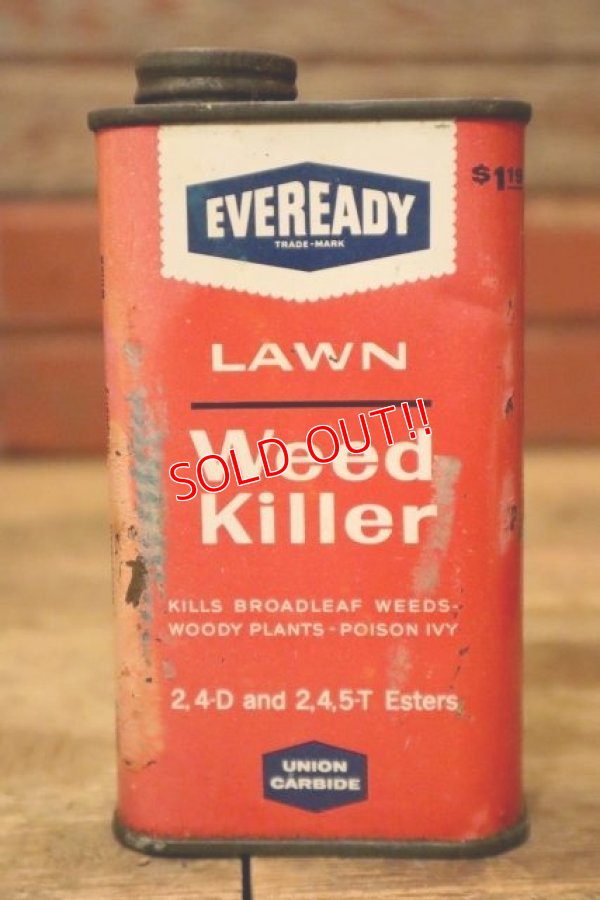 $1.19
EVEREADY
TRADE-MARK
LAWN
Weed
SOLD OUT!!
Killer
KILLS BROADLEAF WEEDS-
WOODY PLANTS - POISON IVY
2,4-D and 2,4,5-T Esters
UNION
CARBIDE